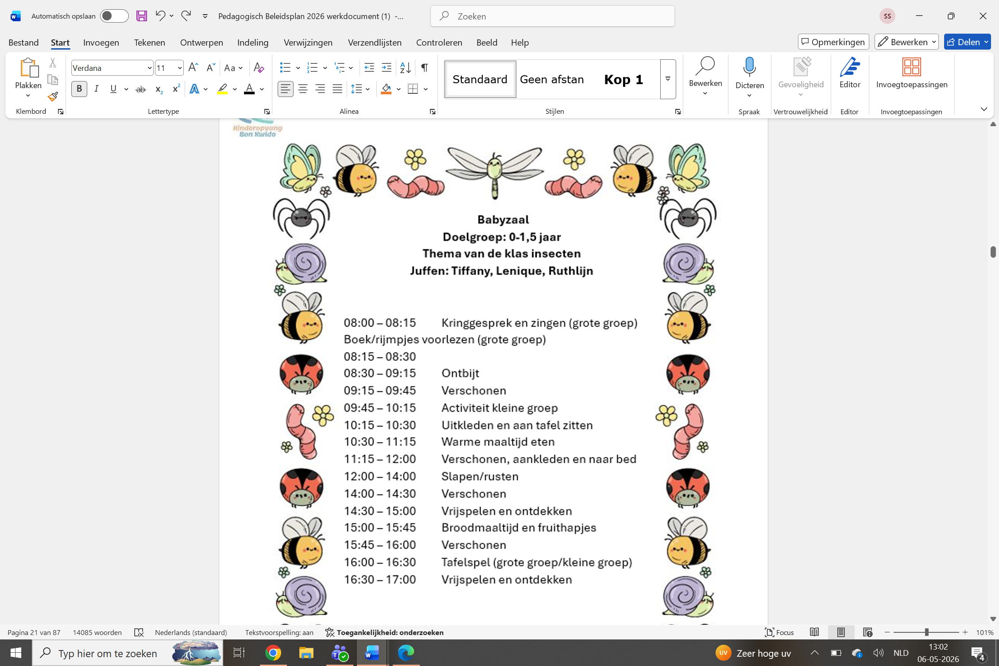 Automatisch opslaan
Pedagogisch Beleidsplan 2026 werkdocument (1) -...
Zoeken
SS
Bestand Start Invoegen Tekenen Ontwerpen Indeling Verwijzingen Verzendlijsten Controleren Beeld Help
Opmerkingen Bewerken Delen
Plakken
Klembord
Verdana 11
Lettertype
Alinea
Standaard Geen afstan Kop 1
Stijlen
Bewerken
Dicteren
Spraak
Gevoeligheid
Vertrouwelijkheid
Editor
Editor
Invoegtoepassingen
Invoegtoepassingen
Kinderopvang
Bon Kwido
Babyzaal
Doelgroep: 0-1,5 jaar
Thema van de klas insecten
Juffen: Tiffany, Lenique, Ruthlijn
08:00 – 08:15 Kringgesprek en zingen (grote groep)
Boek/rijmpjes voorlezen (grote groep)
08:15 – 08:30
08:30 – 09:15 Ontbijt
09:15 – 09:45 Verschonen
09:45 – 10:15 Activiteit kleine groep
10:15 – 10:30 Uitkleden en aan tafel zitten
10:30 – 11:15 Warme maaltijd eten
11:15 – 12:00 Verschonen, aankleden en naar bed
12:00 – 14:00 Slapen/rusten
14:00 – 14:30 Verschonen
14:30 – 15:00 Vrijspelen en ontdekken
15:00 – 15:45 Broodmaaltijd en fruithapjes
15:45 – 16:00 Verschonen
16:00 – 16:30 Tafelspel (grote groep/kleine groep)
16:30 – 17:00 Vrijspelen en ontdekken
Pagina 21 van 87 14085 woorden Nederlands (standaard) Tekstvoorspelling: aan Toegankelijkheid: onderzoeken Focus 101%
Typ hier om te zoeken
UV Zeer hoge uv
NLD
13:02
06-05-2026
4